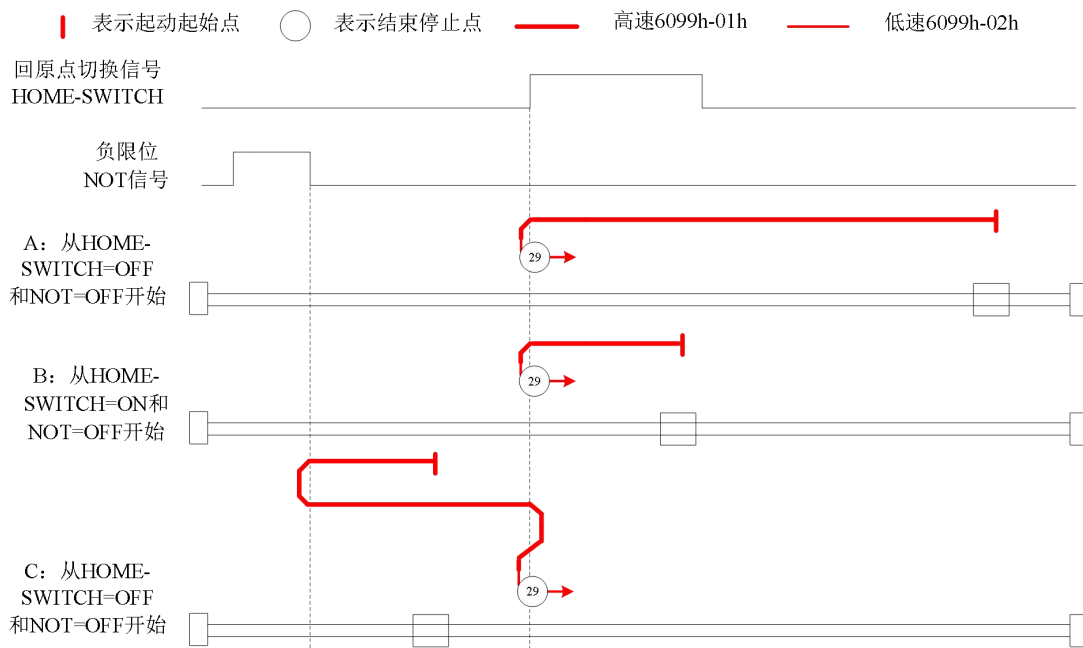 表示起动起始点
表示结束停止点
高速6099h-01h
低速6099h-02h
回原点切换信号
HOME-SWITCH
负限位
NOT信号
A：从HOME-
SWITCH=OFF
和NOT=OFF开始
29
B：从HOME-
SWITCH=ON和
NOT=OFF开始
29
C：从HOME-
SWITCH=OFF
和NOT=OFF开始
29